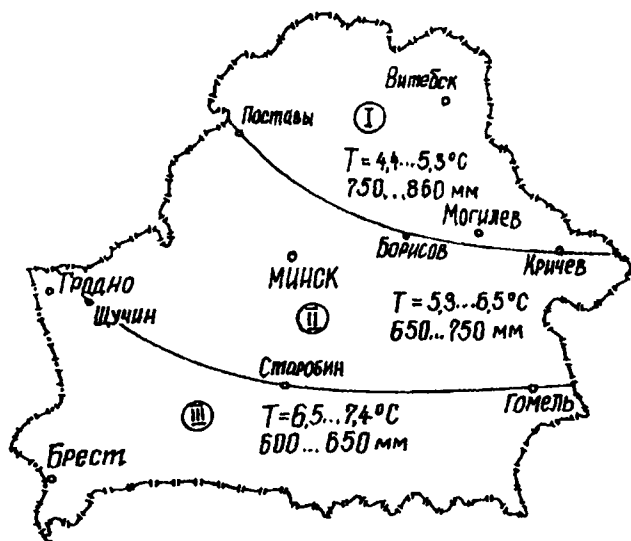 Витебск
Поставы
I
T=4,4...5,3°C
750...860 мм
Могилев
Борисов
Кричев
Минск
Гродно
Щучин
II
T=5,3...6,5°C
650...750 мм
Старобин
Гомель
III
T=6,5...7,4°C
600...650 мм
Брест